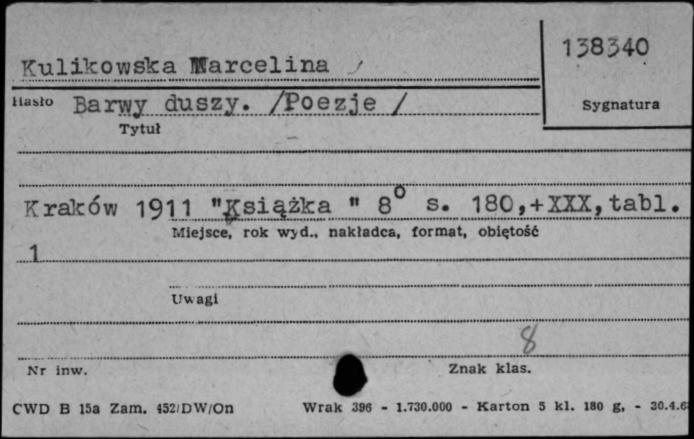 138340
Kulikowska Marcelina
Hasło Barwy duszy. /Poezje /
Sygnatura
Tytuł
Kraków 1911 "Książka " 8° s. 180,+XXX,tabl.
Miejsce, rok wyd., nakładca, format, objętość
1
Uwagi
8
Nr inw. Znak klas.
CWD B 15a Zam. 452/DW/On Wrak 396 - 1.730.000 - Karton 5 kl. 180 g, - 30.4.6